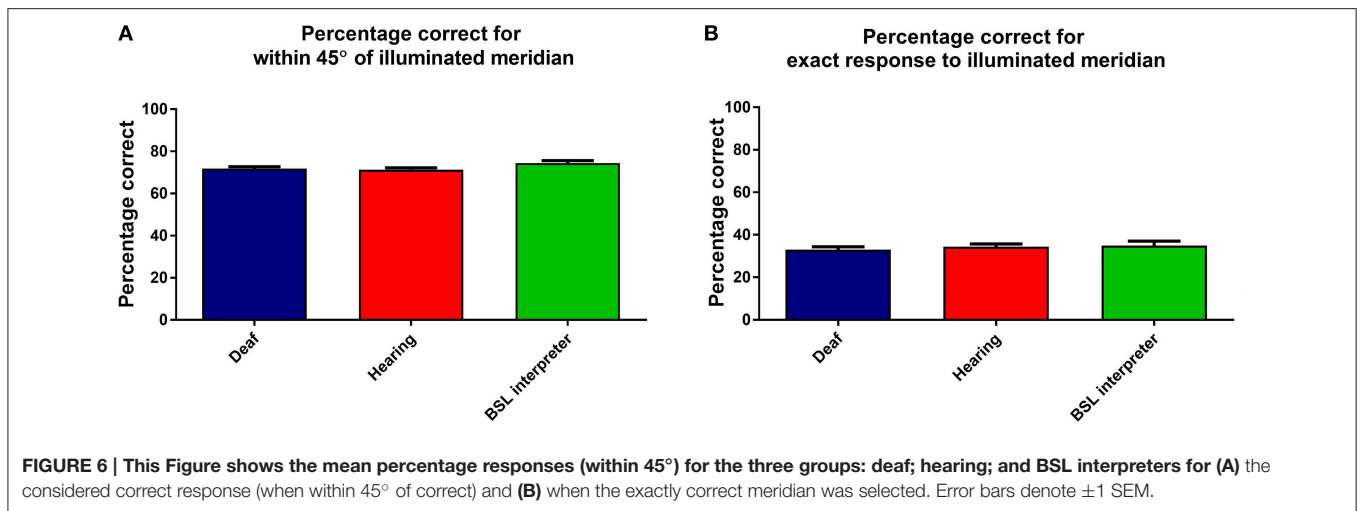 A
Percentage correct for
within 45° of illuminated meridian
Percentage correct
100
80
60
40
20
0
Deaf
Hearing
BSL interpreter
B
Percentage correct for
exact response to illuminated meridian
Percentage correct
100
80
60
40
20
0
Deaf
Hearing
BSL interpreter
FIGURE 6 | This Figure shows the mean percentage responses (within 45°) for the three groups: deaf; hearing; and BSL interpreters for (A) the
considered correct response (when within 45° of correct) and (B) when the exactly correct meridian was selected. Error bars denote ±1 SEM.